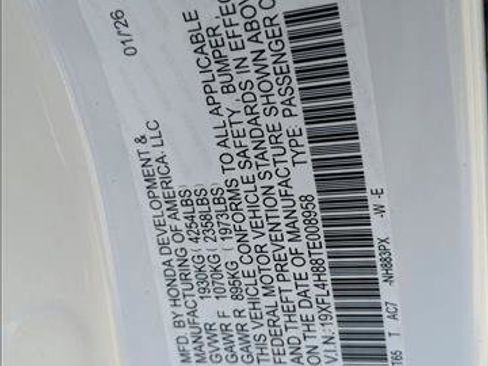 MFD. BY HONDA DEVELOPMENT &
MANUFACTURING OF AMERICA. LLC 01/26
GVWR 1930KG( 4254LBS)
GAWR F 1070KG( 2358LBS)
GAWR R 895KG ( 1973LBS)
THIS VEHICLE CONFORMS TO ALL APPLICABLE
FEDERAL MOTOR VEHICLE SAFETY, BUMPER,
AND THEFT PREVENTION STANDARDS IN EFFECT
ON THE DATE OF MANUFACTURE SHOWN ABOV
V.I.N.:19XFL4H88TE008958 TYPE: PASSENGER C
T65 T AC7 -NH883PX -W -E